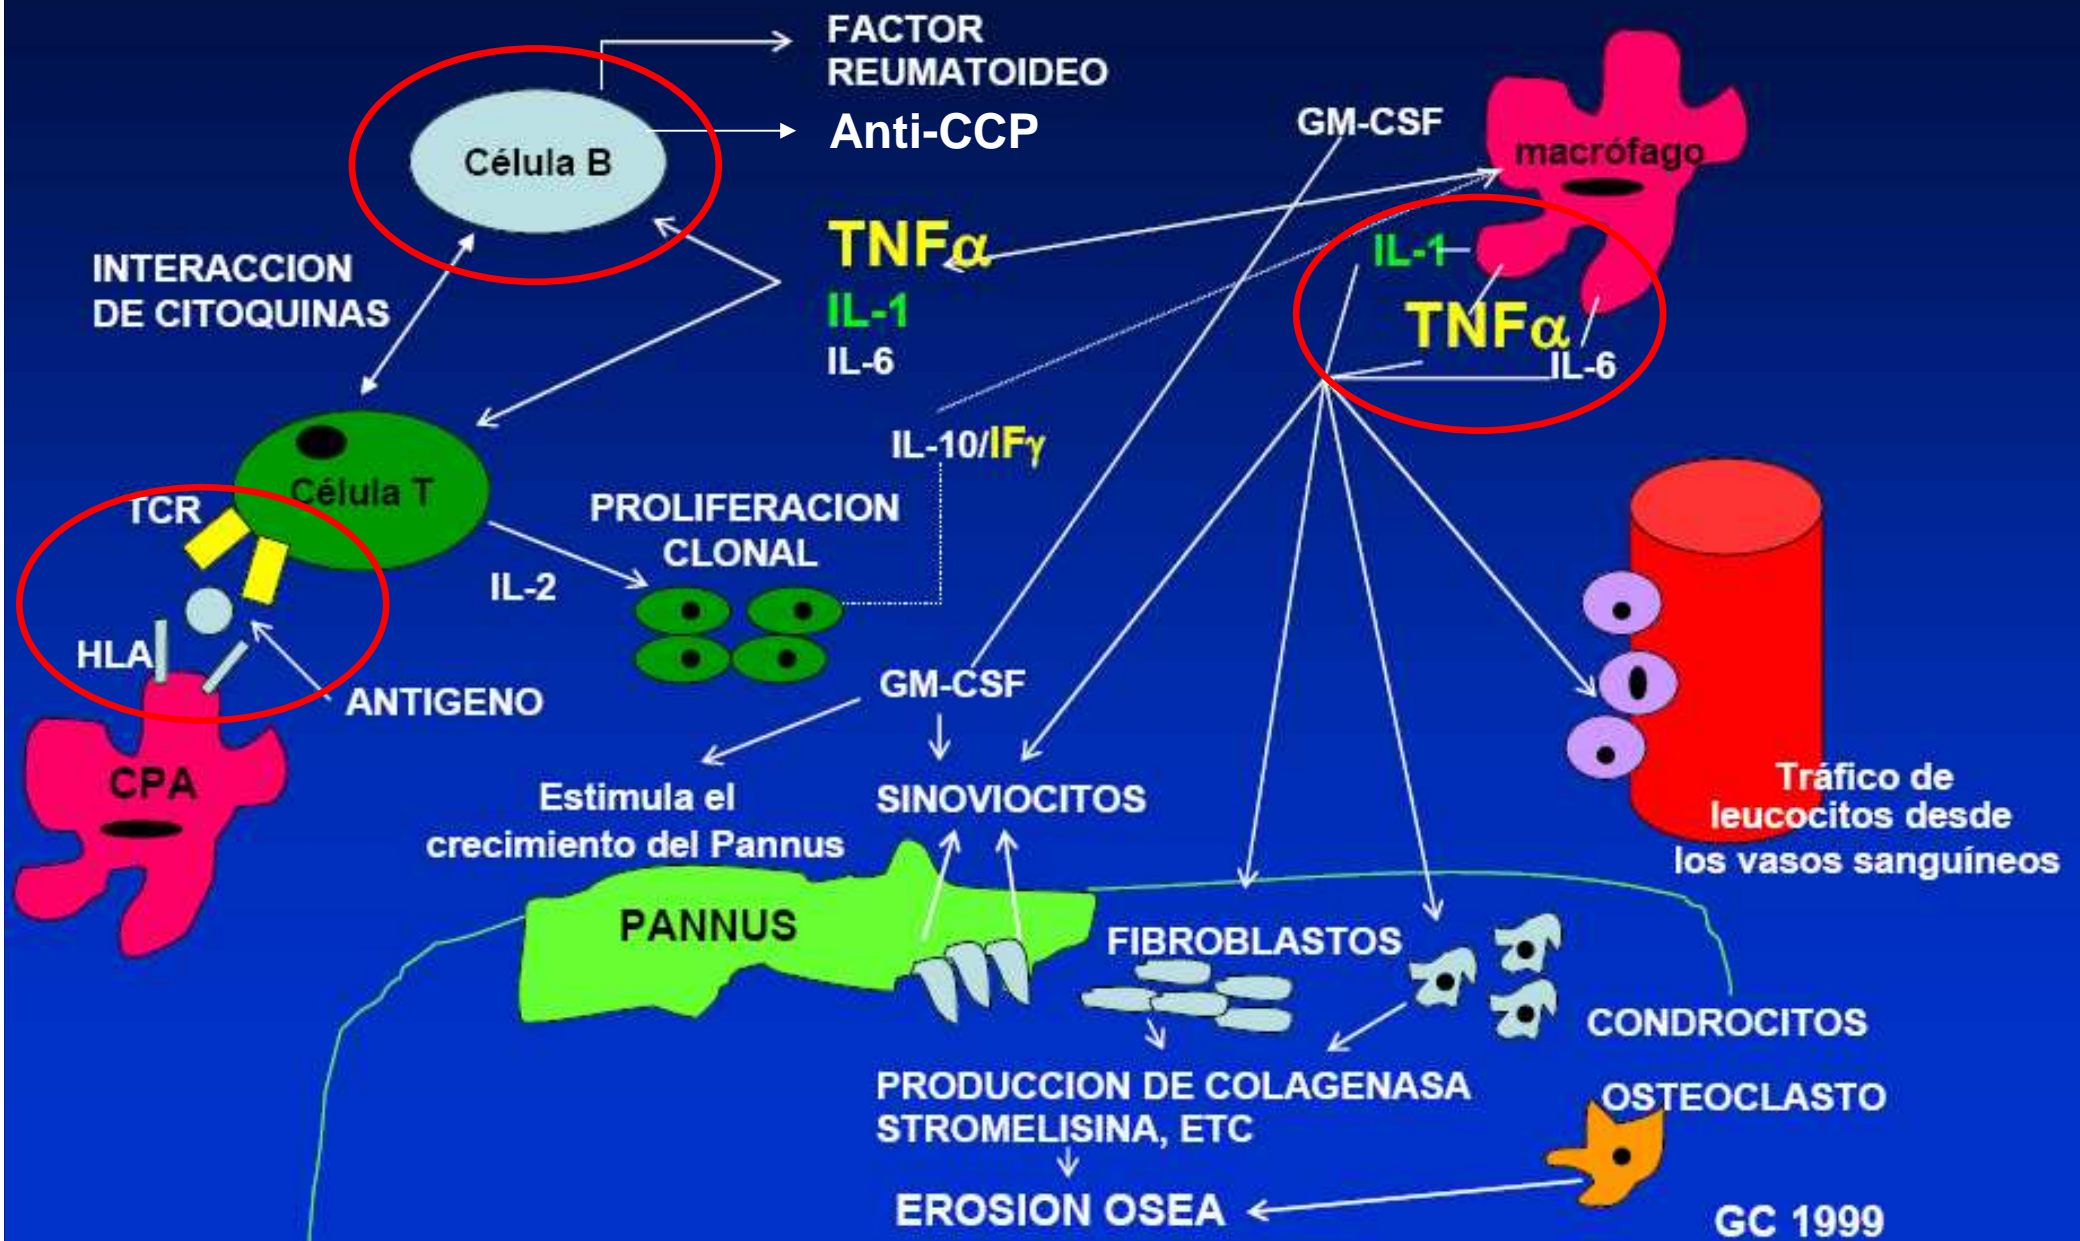 FACTOR
REUMATOIDEO
Anti-CCP
Célula B
GM-CSF
macrófago
INTERACCION
DE CITOQUINAS
TNFα
IL-1
IL-6
IL-1
TNFα
IL-6
IL-10/IFγ
Célula T
TCR
PROLIFERACION
CLONAL
IL-2
HLA
ANTIGENO
GM-CSF
CPA
Estimula el
crecimiento del Pannus
SINOVIOCITOS
Tráfico de
leucocitos desde
los vasos sanguíneos
PANNUS
FIBROBLASTOS
CONDROCITOS
PRODUCCION DE COLAGENASA
STROMELISINA, ETC
OSTEOCLASTO
EROSION OSEA
GC 1999